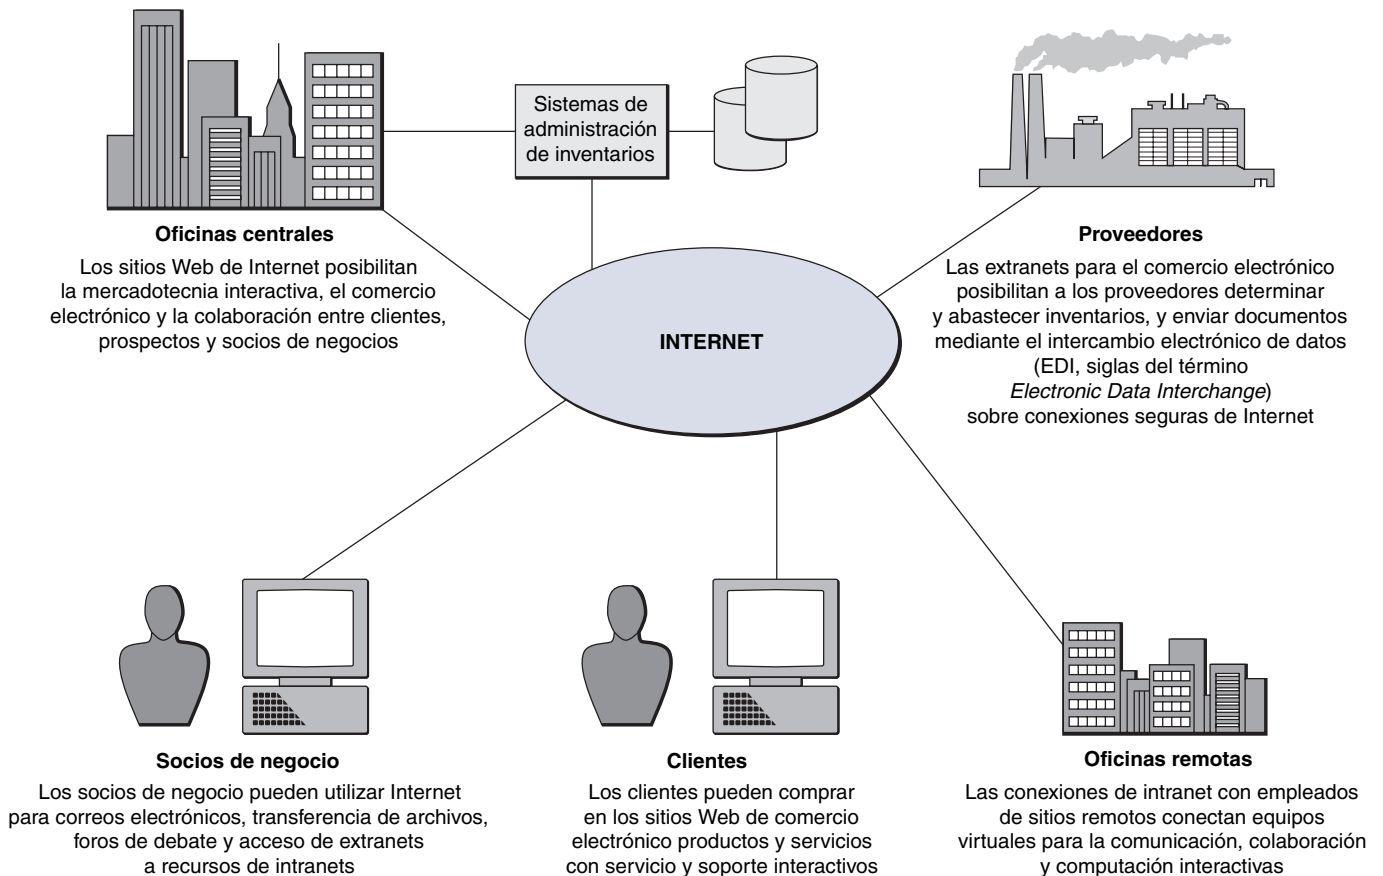 Sistemas de
administración
de inventarios
Oficinas centrales
Los sitios Web de Internet posibilitan
la mercadotecnia interactiva, el comercio
electrónico y la colaboración entre clientes,
prospectos y socios de negocios
INTERNET
Proveedores
Las extranets para el comercio electrónico
posibilitan a los proveedores determinar
y abastecer inventarios, y enviar documentos
mediante el intercambio electrónico de datos
(EDI, siglas del término
Electronic Data Interchange)
sobre conexiones seguras de Internet
Socios de negocio
Los socios de negocio pueden utilizar Internet
para correos electrónicos, transferencia de archivos,
foros de debate y acceso de extranets
a recursos de intranets
Clientes
Los clientes pueden comprar
en los sitios Web de comercio
electrónico productos y servicios
con servicio y soporte interactivos
Oficinas remotas
Las conexiones de intranet con empleados
de sitios remotos conectan equipos
virtuales para la comunicación, colaboración
y computación interactivas